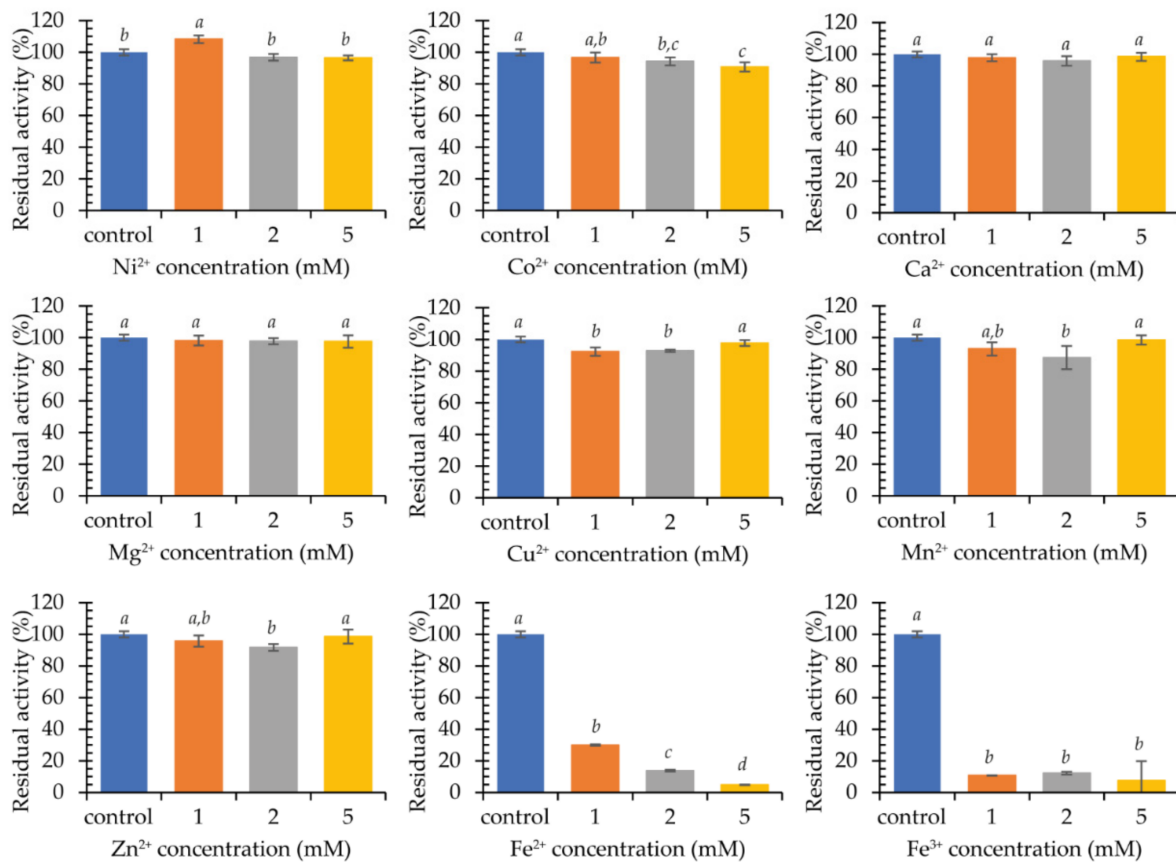 Residual activity (%)
120
100
80
60
40
20
0
b
a
b
b
control 1 2 5
Ni²⁺ concentration (mM)
Residual activity (%)
120
100
80
60
40
20
0
a
a,b
b,c
c
control 1 2 5
Co²⁺ concentration (mM)
Residual activity (%)
120
100
80
60
40
20
0
a
a
a
a
control 1 2 5
Ca²⁺ concentration (mM)
Residual activity (%)
120
100
80
60
40
20
0
a
a
a
a
control 1 2 5
Mg²⁺ concentration (mM)
Residual activity (%)
120
100
80
60
40
20
0
a
b
b
a
control 1 2 5
Cu²⁺ concentration (mM)
Residual activity (%)
120
100
80
60
40
20
0
a
a,b
b
a
control 1 2 5
Mn²⁺ concentration (mM)
Residual activity (%)
120
100
80
60
40
20
0
a
a,b
b
a
control 1 2 5
Zn²⁺ concentration (mM)
Residual activity (%)
120
100
80
60
40
20
0
a
b
c
d
control 1 2 5
Fe²⁺ concentration (mM)
Residual activity (%)
120
100
80
60
40
20
0
a
b
b
b
control 1 2 5
Fe³⁺ concentration (mM)